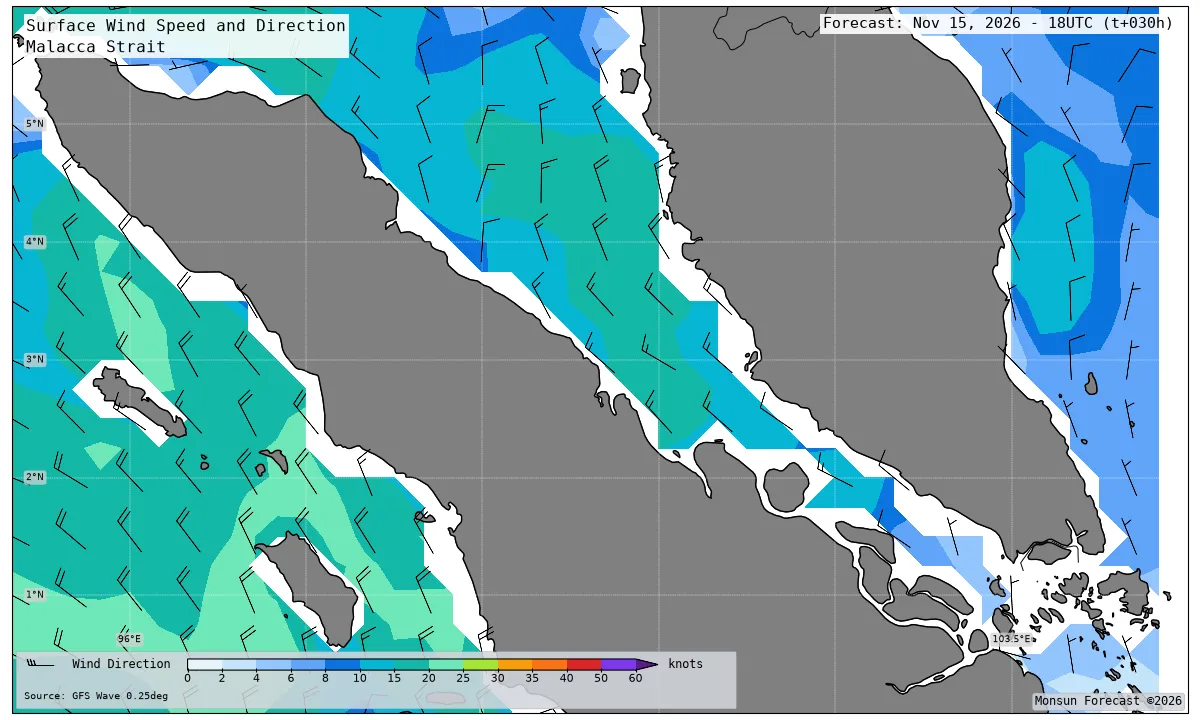 Surface Wind Speed and Direction
Malacca Strait
Forecast: Nov 15, 2026 - 18UTC (t+030h)
5°N
4°N
3°N
2°N
1°N
96°E
103.5°E
Wind Direction
0 2 4 6 8 10 15 20 25 30 35 40 50 60
knots
Source: GFS Wave 0.25deg
Monsun Forecast ©2026